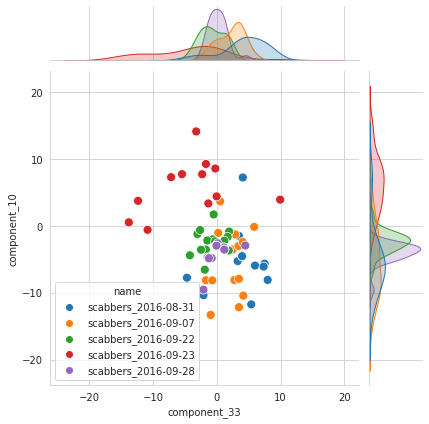 20
10
0
−10
−20
component_10
name
scabbers_2016-08-31
scabbers_2016-09-07
scabbers_2016-09-22
scabbers_2016-09-23
scabbers_2016-09-28
−20 −10 0 10 20
component_33